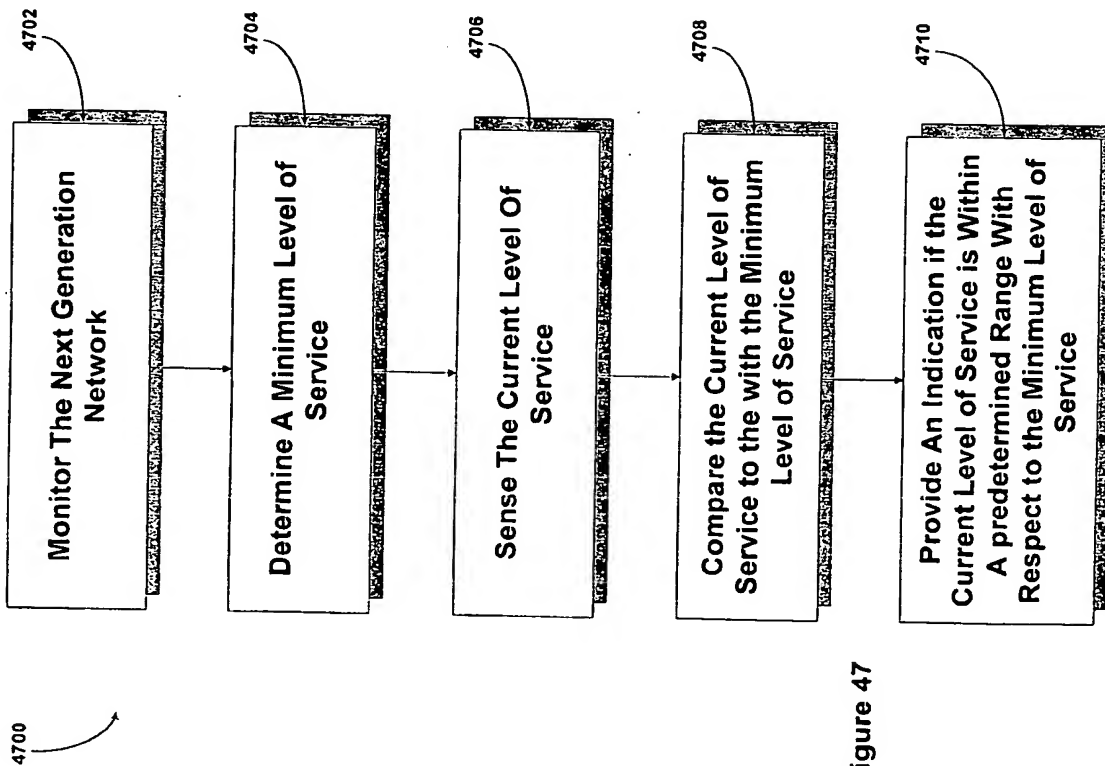 4700
4702
Monitor The Next Generation
Network
4704
Determine A Minimum Level of
Service
4706
Sense The Current Level Of
Service
4708
Compare the Current Level of
Service to the with the Minimum
Level of Service
4710
Provide An Indication if the
Current Level of Service is Within
A predetermined Range With
Respect to the Minimum Level of
Service
igure 47